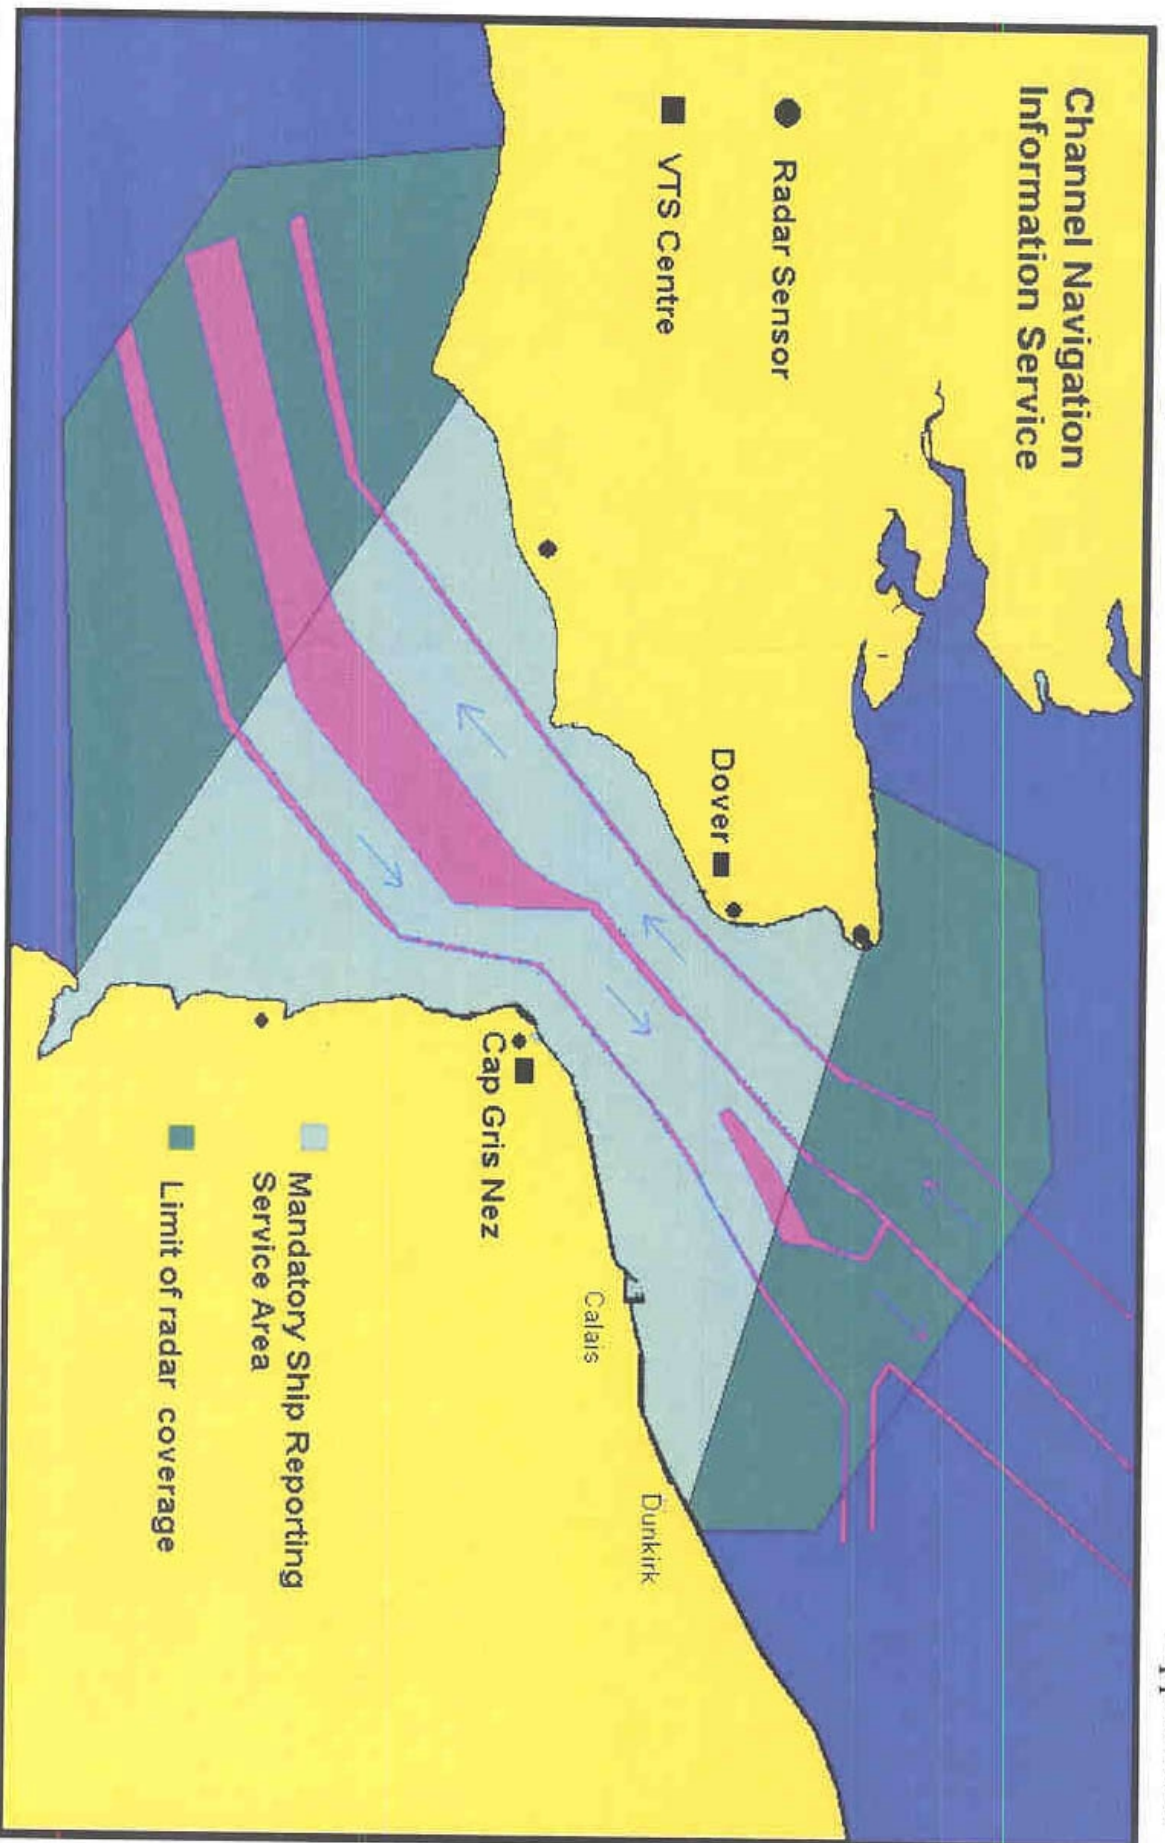 Channel Navigation
Information Service
Radar Sensor
VTS Centre
Dover
Cap Gris Nez
Calais
Dunkirk
Mandatory Ship Reporting
Service Area
Limit of radar coverage